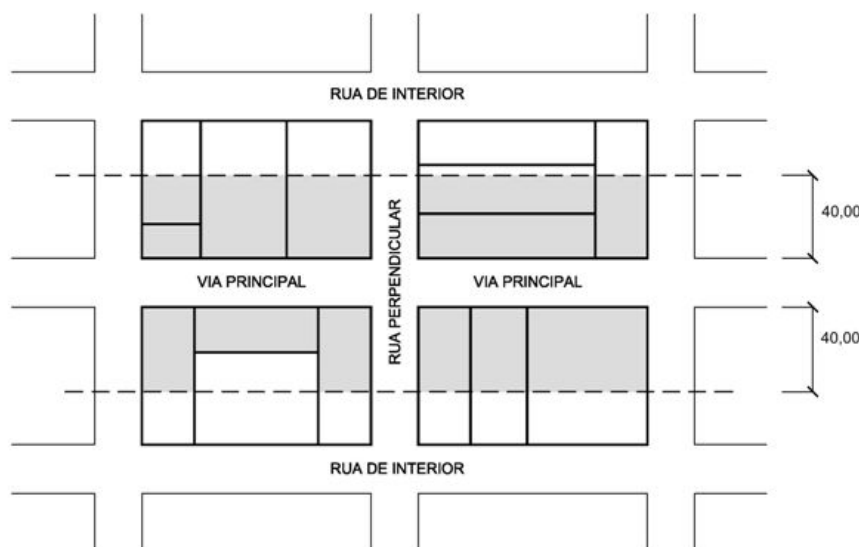 RUA DE INTERIOR
40,00
RUA PERPENDICULAR
VIA PRINCIPAL
VIA PRINCIPAL
40,00
RUA DE INTERIOR